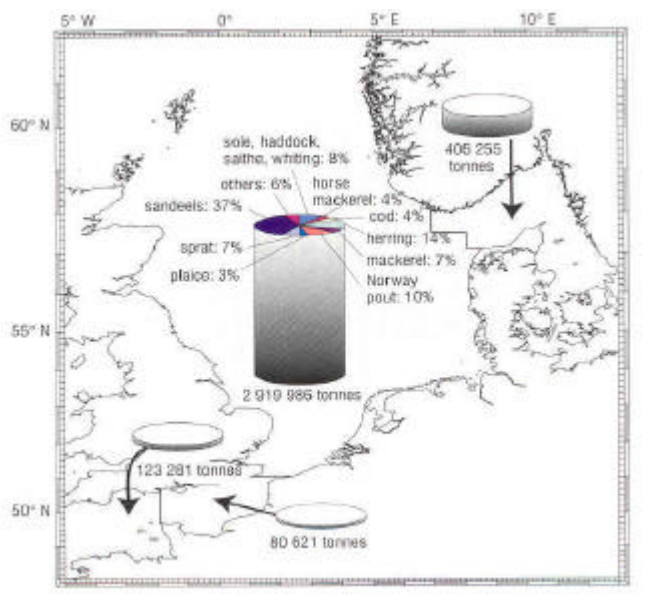 5° W 0° 5° E 10° E
60° N
55° N
50° N
406 255
tonnes
sole, haddock,
saithe, whiting: 8%
others: 6%
horse
mackerel: 4%
sandeels: 37%
cod: 4%
herring: 14%
sprat: 7%
mackerel: 7%
plaice: 3%
Norway
pout: 10%
2 919 986 tonnes
123 281 tonnes
80 621 tonnes